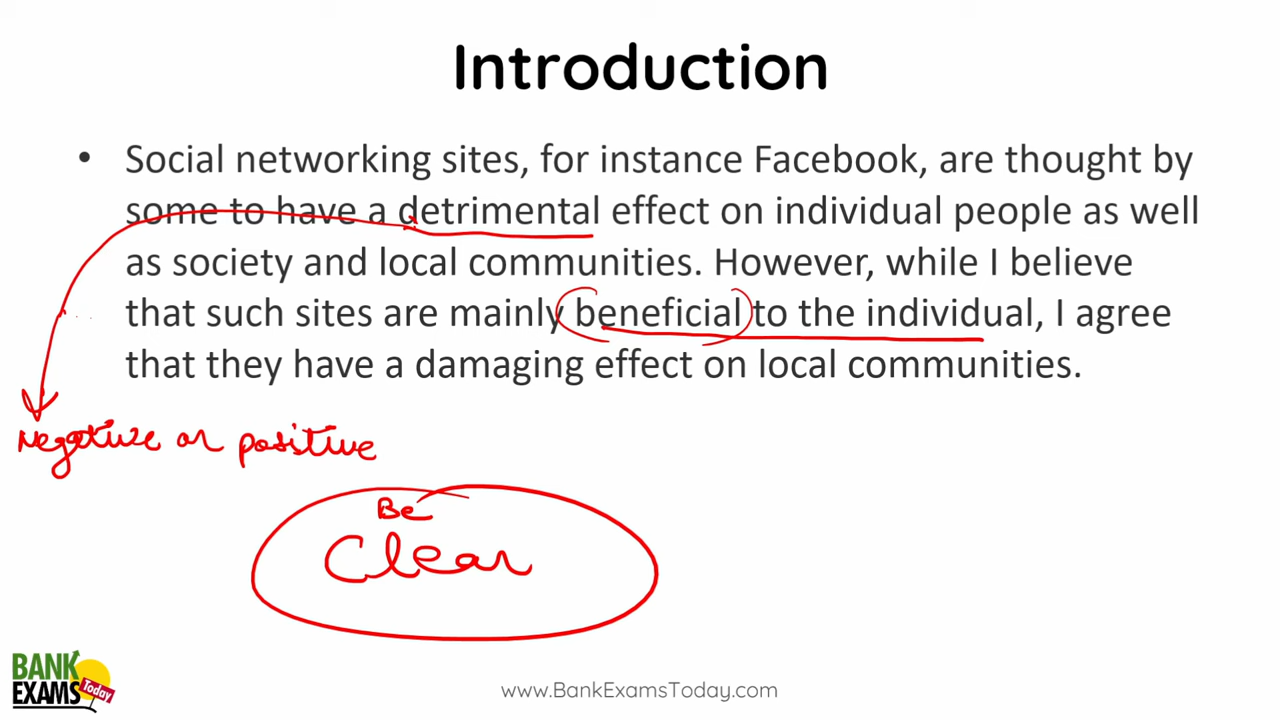 Introduction
• Social networking sites, for instance Facebook, are thought by
some to have a detrimental effect on individual people as well
as society and local communities. However, while I believe
that such sites are mainly beneficial to the individual, I agree
that they have a damaging effect on local communities.
Negative or positive
Be
Clear
BANK
EXAMS
Today
www.BankExamsToday.com